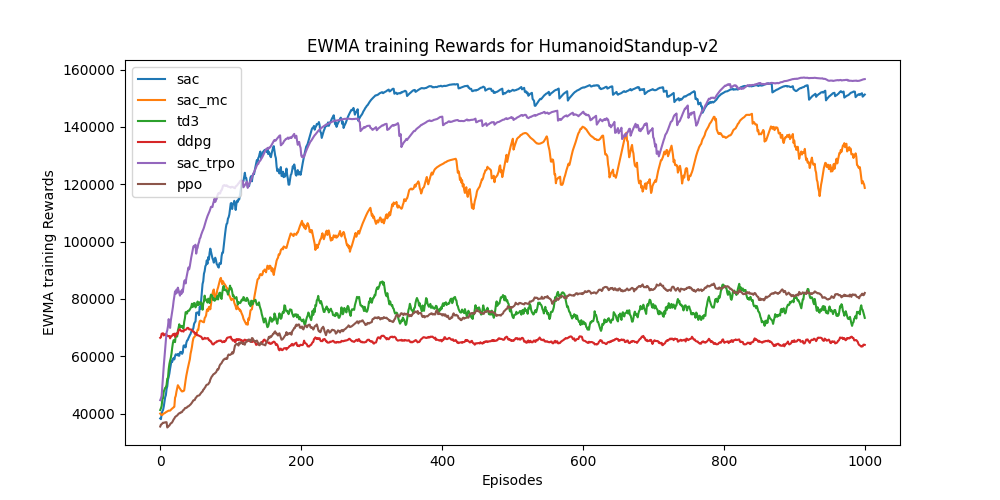 EWMA training Rewards for HumanoidStandup-v2
EWMA training Rewards
160000
140000
120000
100000
80000
60000
40000
sac
sac_mc
td3
ddpg
sac_trpo
ppo
0
200
400
600
800
1000
Episodes